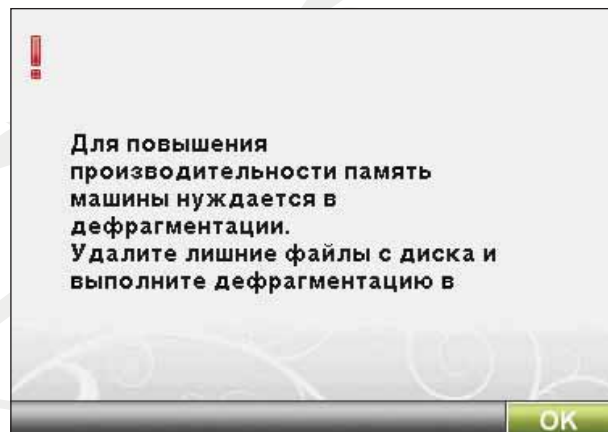 Для повышения
производительности память
машины нуждается в
дефрагментации.
Удалите лишние файлы с диска и
выполните дефрагментацию в
OK